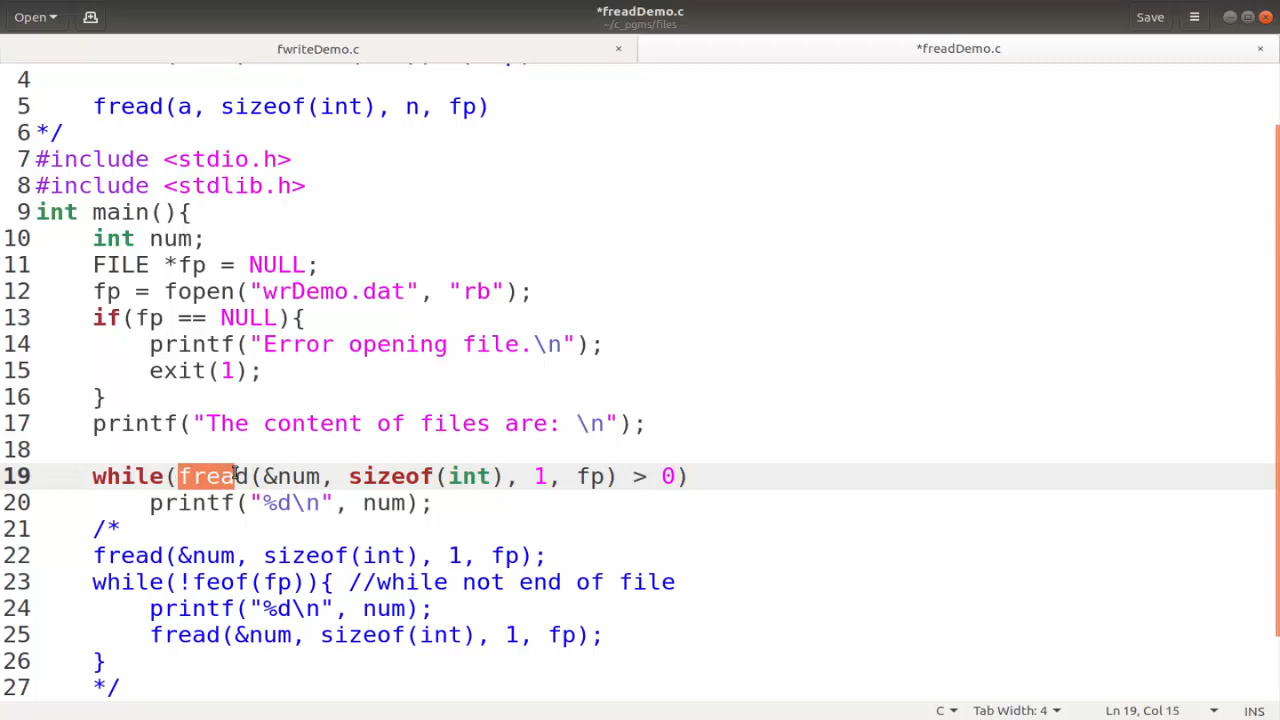 Open
*freadDemo.c
~/c_pgms/files
Save
fwriteDemo.c ×
*freadDemo.c ×
4
5     fread(a, sizeof(int), n, fp)
6 */
7 #include <stdio.h>
8 #include <stdlib.h>
9 int main(){
10     int num;
11     FILE *fp = NULL;
12     fp = fopen("wrDemo.dat", "rb");
13     if(fp == NULL){
14         printf("Error opening file.\n");
15         exit(1);
16     }
17     printf("The content of files are: \n");
18
19     while(fread(&num, sizeof(int), 1, fp) > 0)
20         printf("%d\n", num);
21     /*
22     fread(&num, sizeof(int), 1, fp);
23     while(!feof(fp)){ //while not end of file
24         printf("%d\n", num);
25         fread(&num, sizeof(int), 1, fp);
26     }
27     */
C Tab Width: 4 Ln 19, Col 15 INS